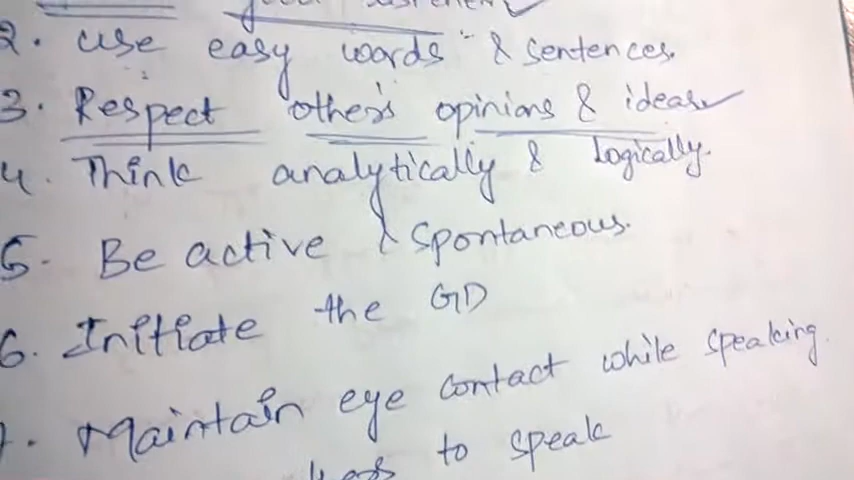 2. use easy words & sentences.
3. Respect other's opinions & ideas
4. Think analytically & Logically.
5. Be active & spontaneous.
6. Initiate the GD
7. Maintain eye contact while speaking.
to speak